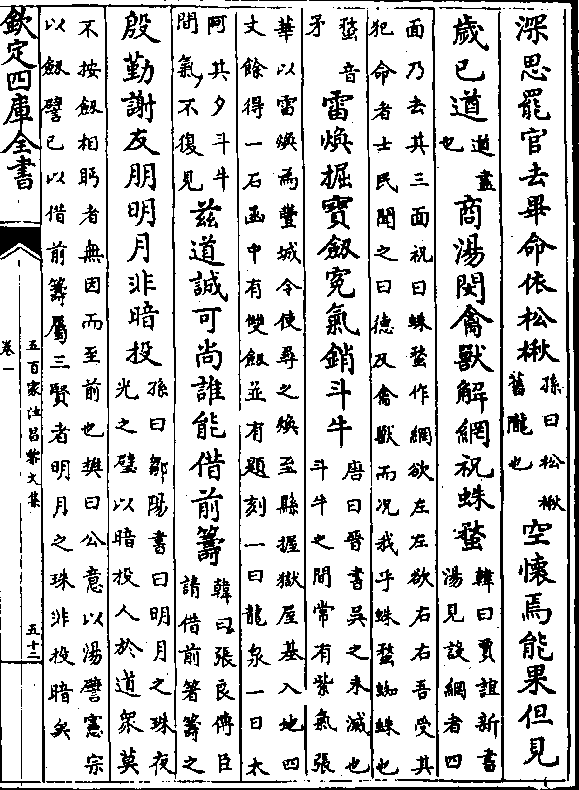 深思罷官去畢命依松楸
孫曰松楸
舊隴也
空懷焉能果但見
歲已遒
遒盡
也
商湯閔禽獸解網祝蛛蝥
韓曰賈誼新書
湯見設網者四
面乃去其三面祝曰蛛蝥作網欲左左欲右右吾受其
犯命者士民聞之曰德及禽獸而况我乎蛛蝥蜘蛛也
蝥音
矛
雷煥掘寶劔寃氣銷斗牛
唐曰晉書吳之未滅也
斗牛之間常有紫氣張
華以雷煥為豐城令使尋之煥至縣掘獄屋基入地四
丈餘得一石函中有雙劔並有題刻一曰龍泉一曰太
阿其夕斗牛
間氣不復見
兹道誠可尚誰能借前籌
韓曰張良傳臣
請借前箸籌之
殷勤謝友朋明月非暗投
孫曰鄒陽書曰明月之珠夜
光之璧以暗投人於道衆莫
不按劔相眄者無因而至前也樊曰公意以湯譬憲宗
以劔譬已以借前籌屬三賢者明月之珠非投暗矣
欽定四庫全書
卷一
五百家注昌黎文集
五十二